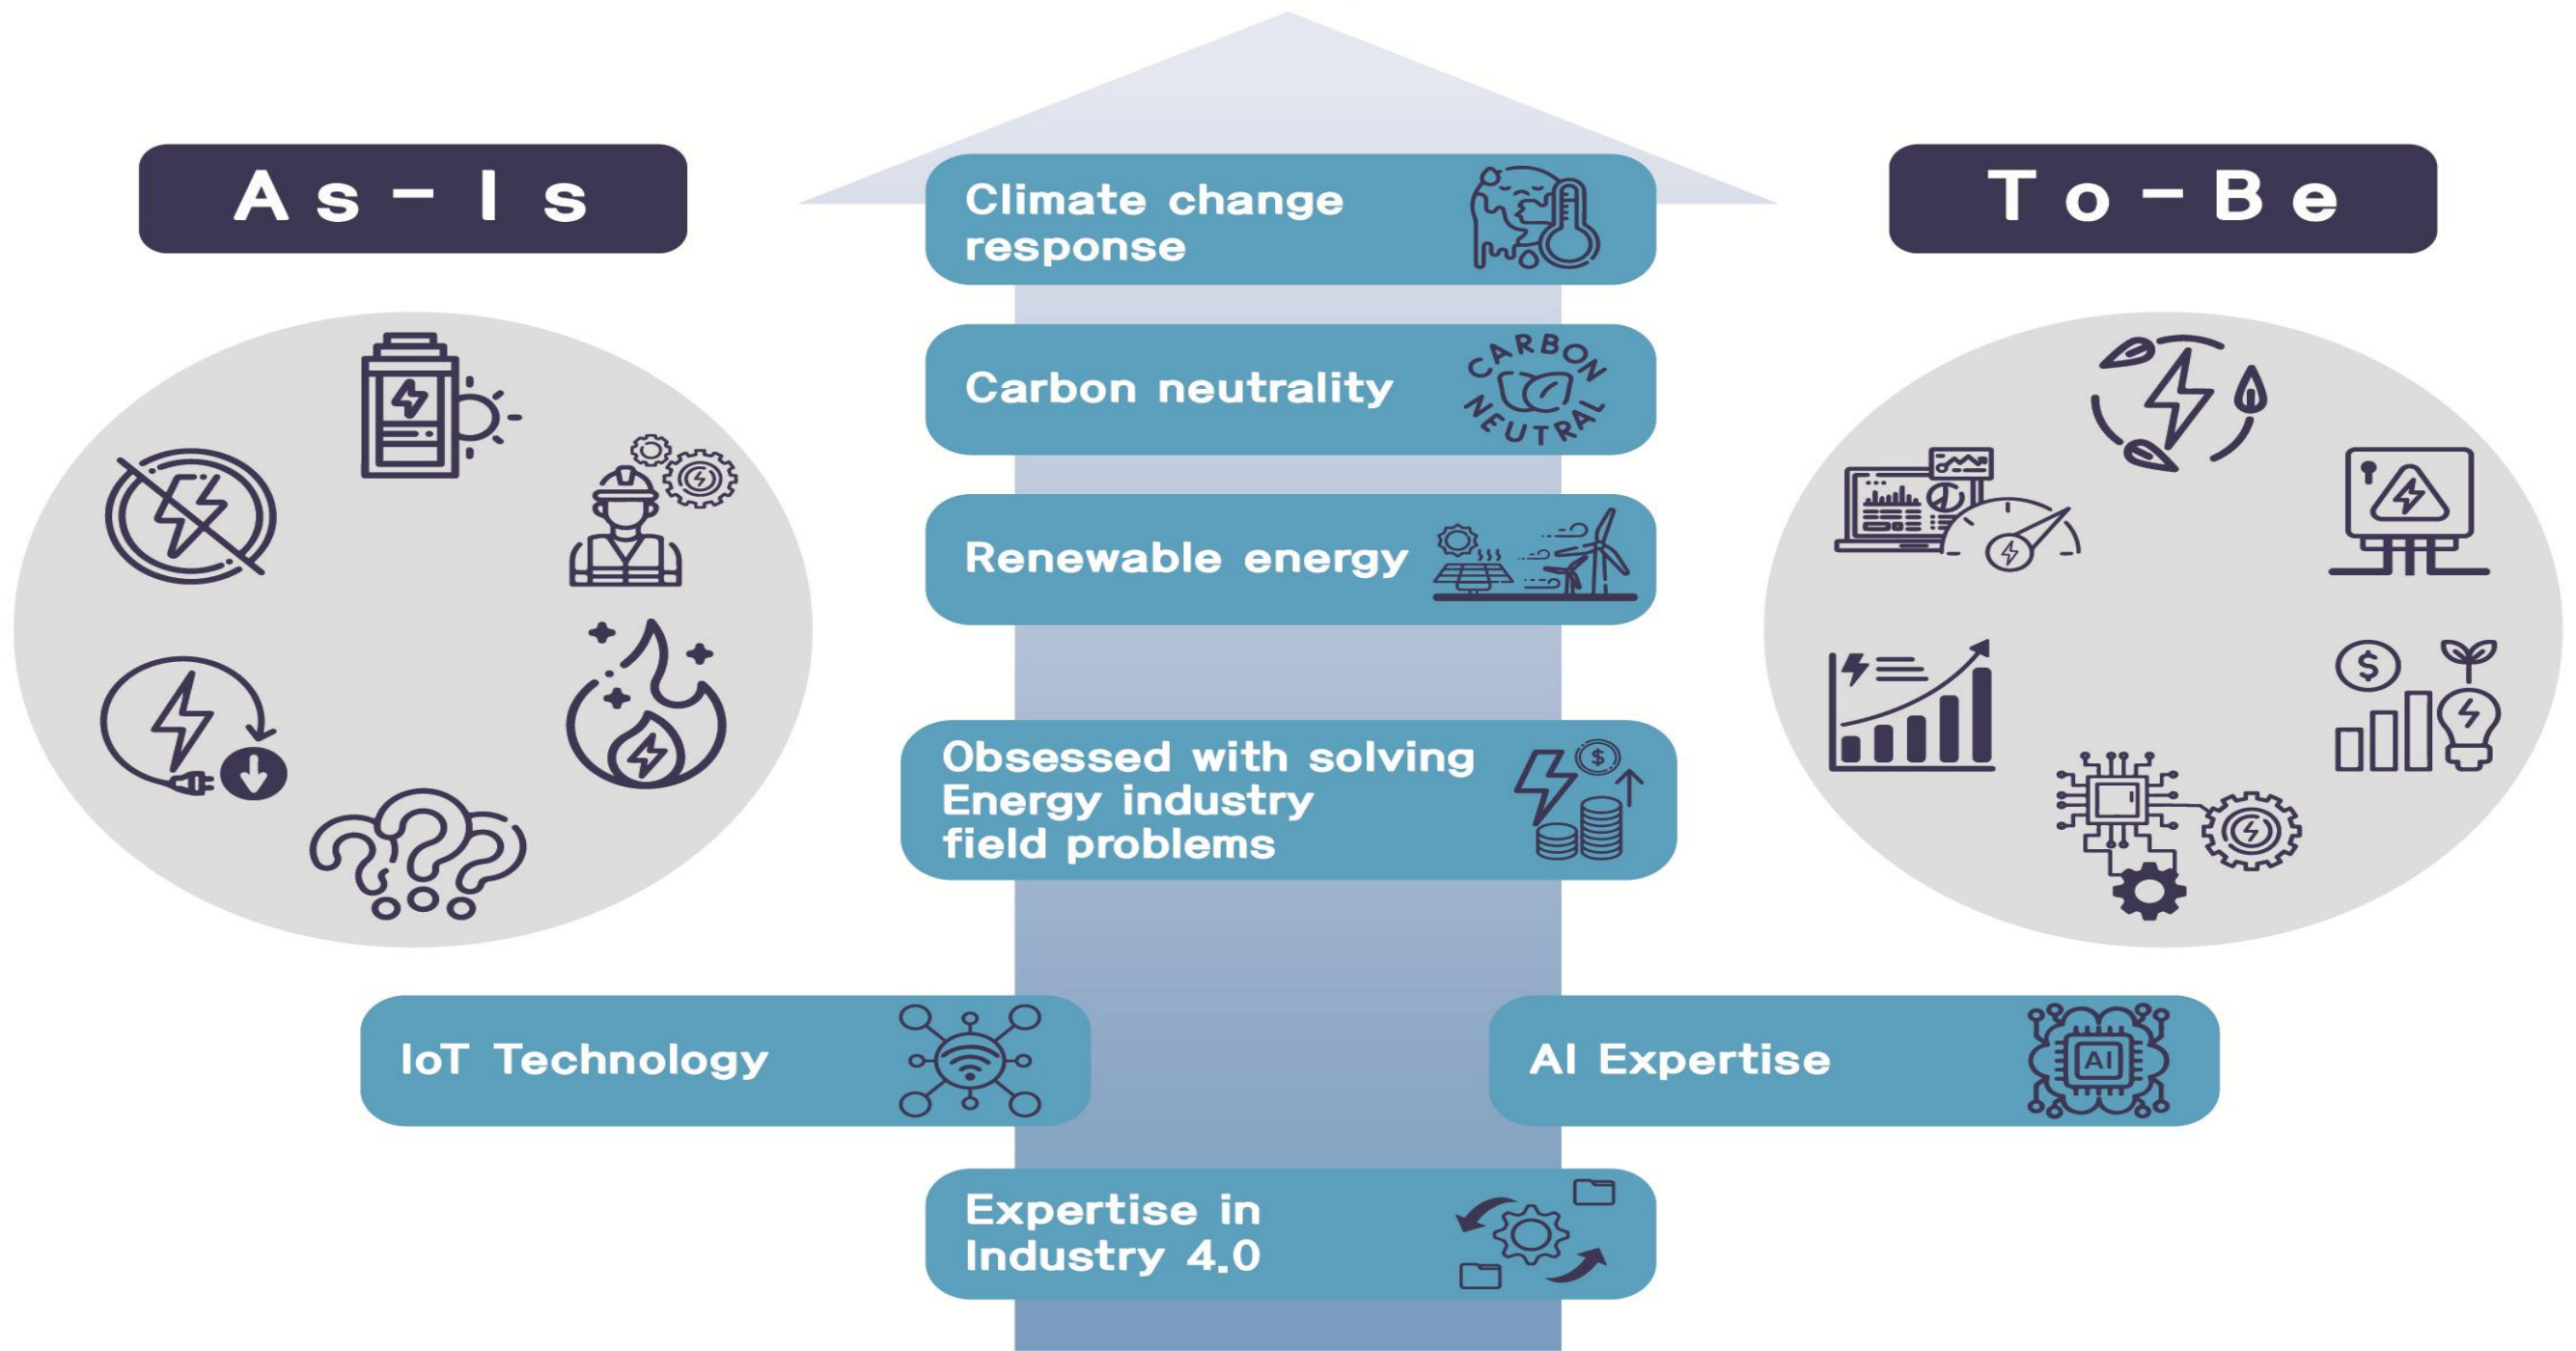 As-Is
To-Be
Climate change
response
Carbon neutrality
CARBON
NEUTRAL
Renewable energy
Obsessed with solving
Energy industry
field problems
$
$
IoT Technology
AI Expertise
AI
Expertise in
Industry 4.0